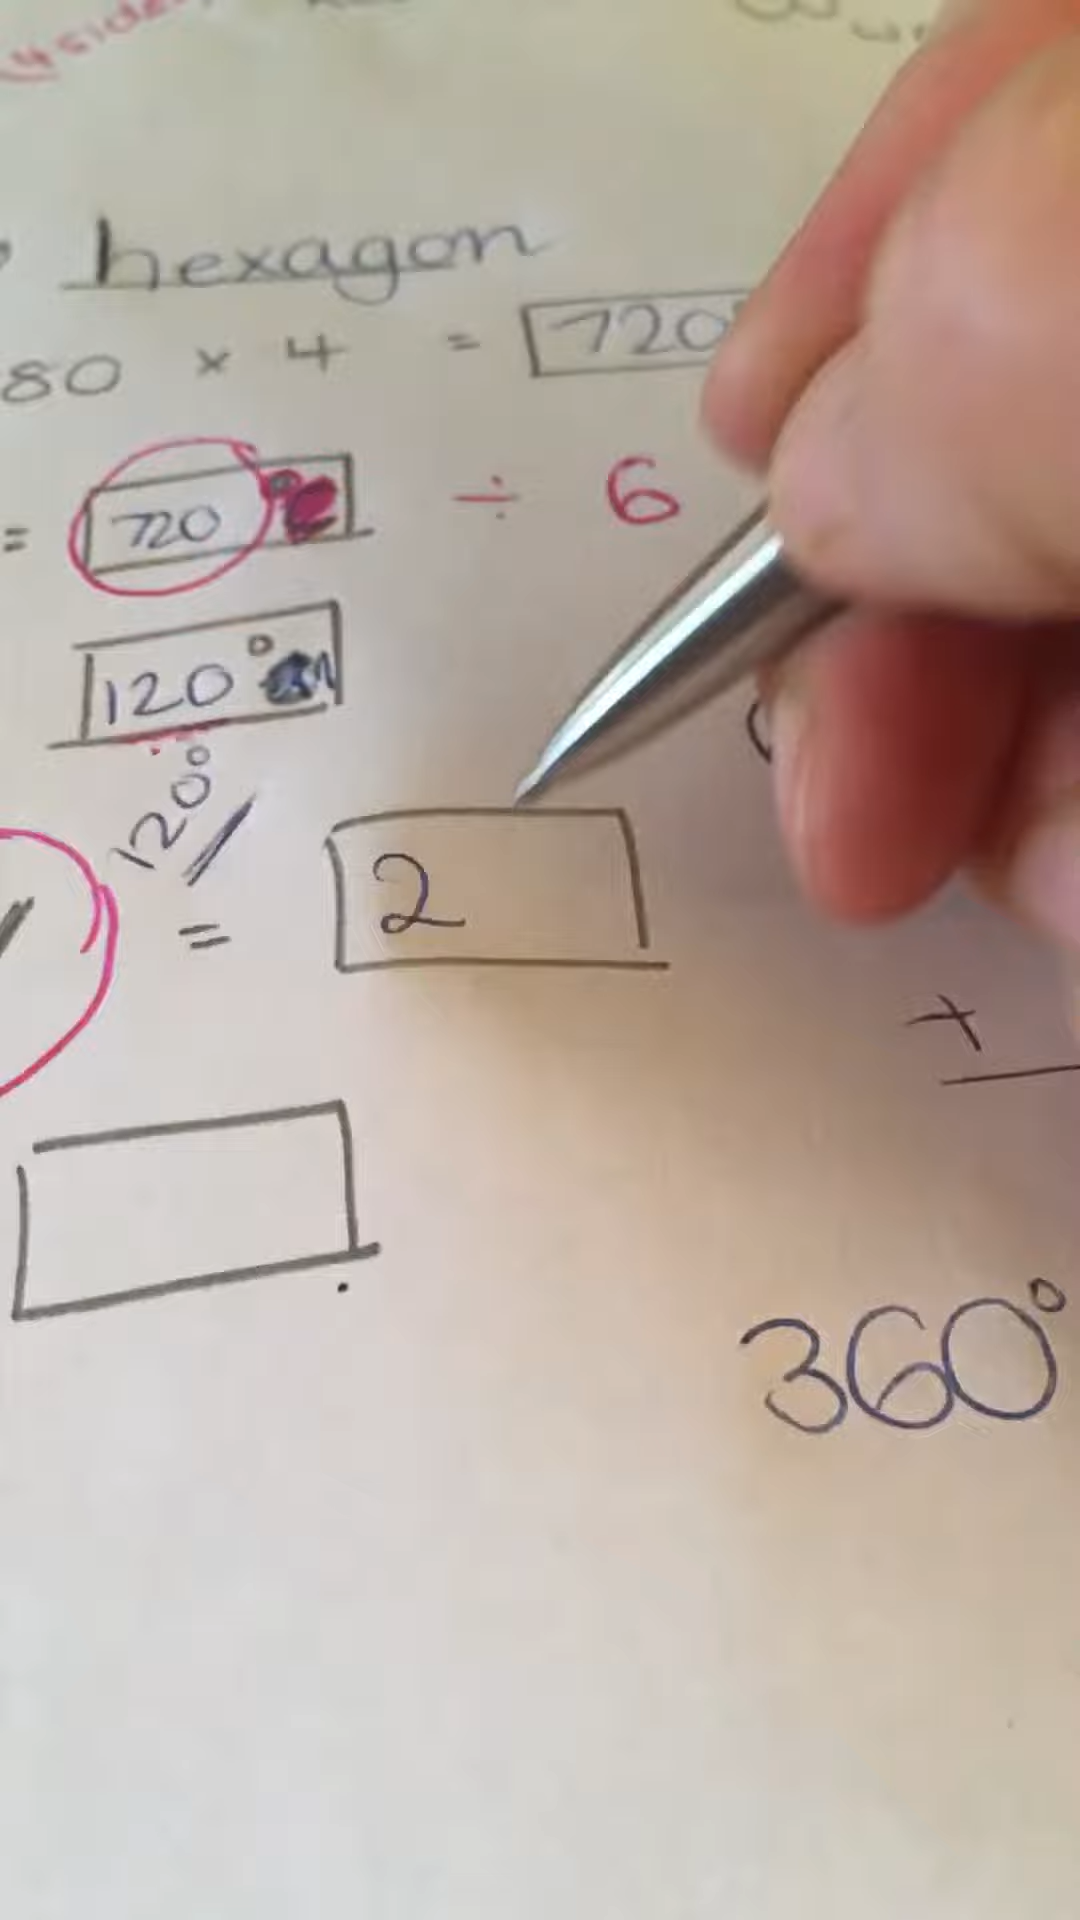 hexagon
80 × 4 = 720
= 720° ÷ 6
120°
120°
= 2
+
360°